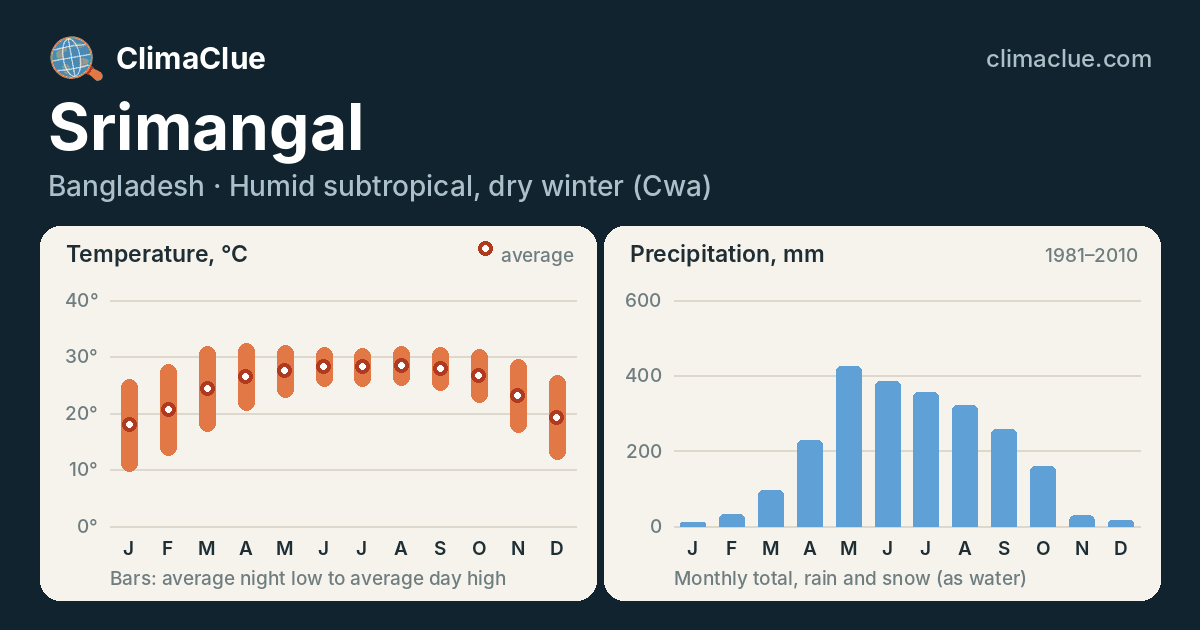 ClimaClue
climaclue.com
Srimangal
Bangladesh · Humid subtropical, dry winter (Cwa)
Temperature, °C
average
40°
30°
20°
10°
0°
J F M A M J J A S O N D
Bars: average night low to average day high
Precipitation, mm
1981–2010
600
400
200
0
J F M A M J J A S O N D
Monthly total, rain and snow (as water)